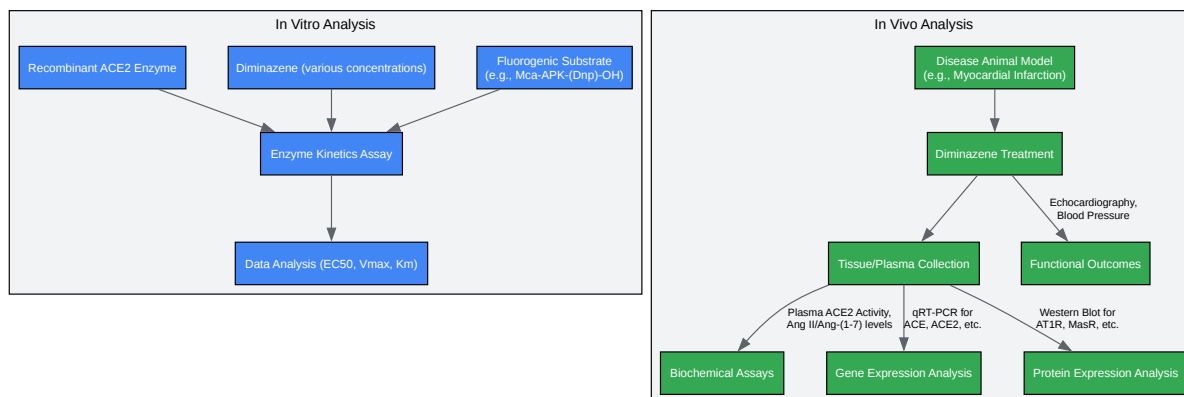 In Vitro Analysis
Recombinant ACE2 Enzyme
Diminazene (various concentrations)
Fluorogenic Substrate
(e.g., Mca-APK-(Dnp)-OH)
Enzyme Kinetics Assay
Data Analysis (EC50, Vmax, Km)
In Vivo Analysis
Disease Animal Model
(e.g., Myocardial Infarction)
Diminazene Treatment
Echocardiography,
Blood Pressure
Tissue/Plasma Collection
Functional Outcomes
Plasma ACE2 Activity,
Ang II/Ang-(1-7) levels
qRT-PCR for
ACE, ACE2, etc.
Western Blot for
AT1R, MasR, etc.
Biochemical Assays
Gene Expression Analysis
Protein Expression Analysis